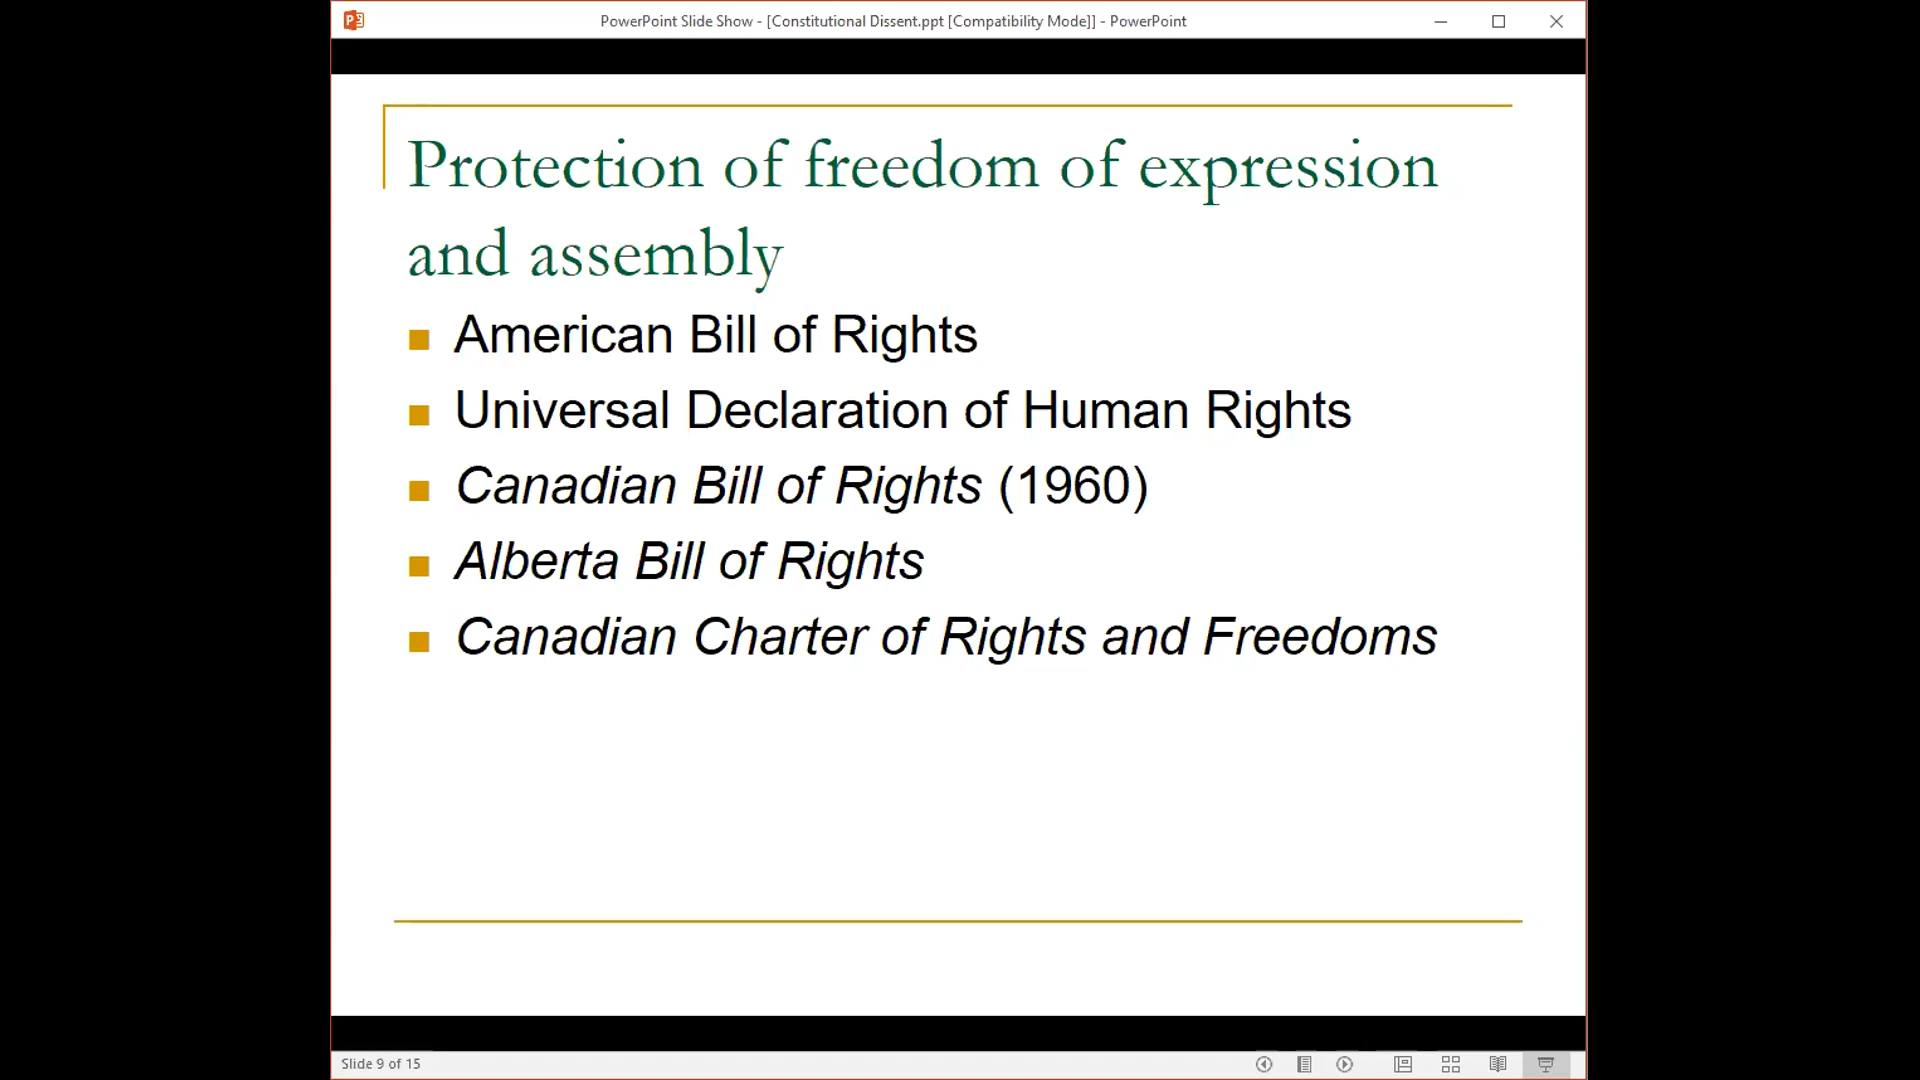 PowerPoint Slide Show - [Constitutional Dissent.ppt [Compatibility Mode]] - PowerPoint
Protection of freedom of expression
and assembly
American Bill of Rights
Universal Declaration of Human Rights
Canadian Bill of Rights (1960)
Alberta Bill of Rights
Canadian Charter of Rights and Freedoms
Slide 9 of 15